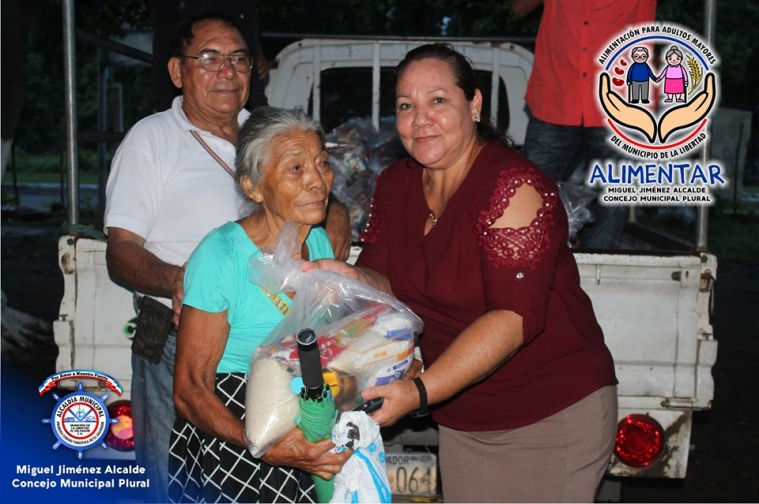 ALIMENTACIÓN PARA ADULTOS MAYORES
DEL MUNICIPIO DE LA LIBERTAD
ALIMENTAR
MIGUEL JIMÉNEZ ALCALDE
CONCEJO MUNICIPAL PLURAL
ALCALDIA MUNICIPAL
Miguel Jiménez Alcalde
Concejo Municipal Plural
064